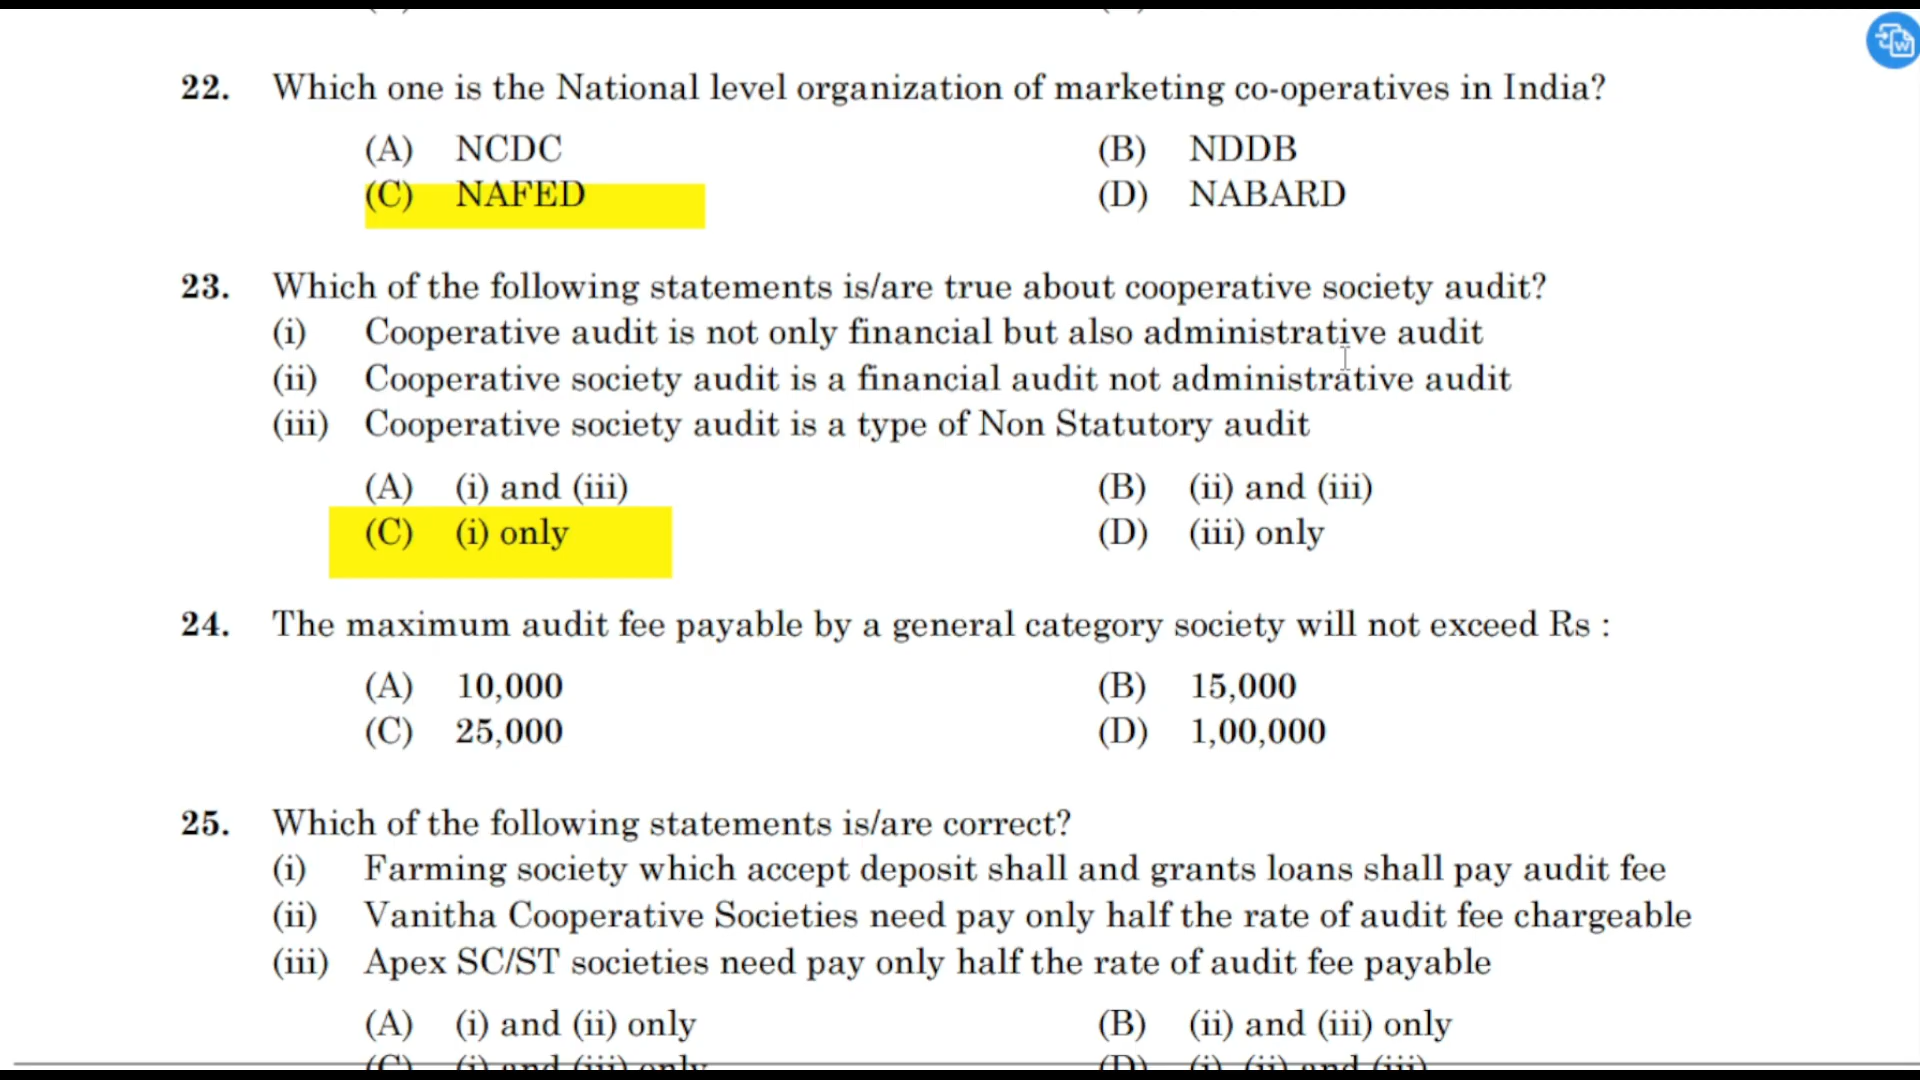 22. Which one is the National level organization of marketing co-operatives in India?
(A) NCDC (B) NDDB
(C) NAFED (D) NABARD
23. Which of the following statements is/are true about cooperative society audit?
(i) Cooperative audit is not only financial but also administrative audit
(ii) Cooperative society audit is a financial audit not administrative audit
(iii) Cooperative society audit is a type of Non Statutory audit
(A) (i) and (iii) (B) (ii) and (iii)
(C) (i) only (D) (iii) only
24. The maximum audit fee payable by a general category society will not exceed Rs :
(A) 10,000 (B) 15,000
(C) 25,000 (D) 1,00,000
25. Which of the following statements is/are correct?
(i) Farming society which accept deposit shall and grants loans shall pay audit fee
(ii) Vanitha Cooperative Societies need pay only half the rate of audit fee chargeable
(iii) Apex SC/ST societies need pay only half the rate of audit fee payable
(A) (i) and (ii) only (B) (ii) and (iii) only
(C) (i) and (iii) only (D) (i), (ii) and (iii)